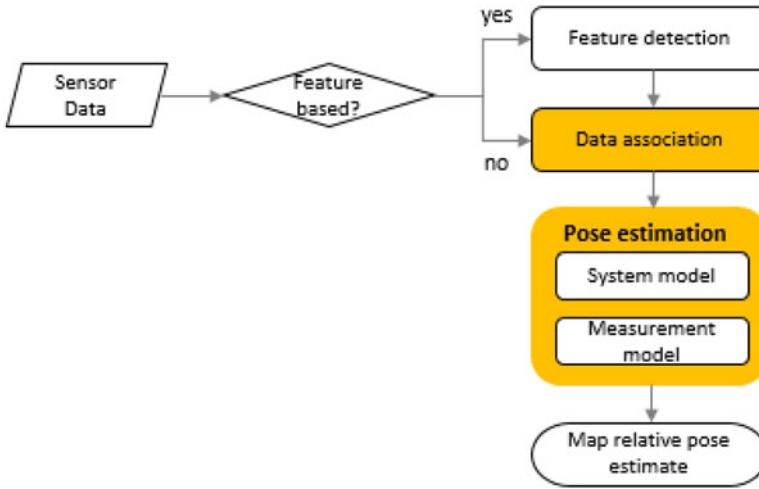 Sensor
Data
Feature
based?
yes
Feature detection
no
Data association
Pose estimation
System model
Measurement
model
Map relative pose
estimate